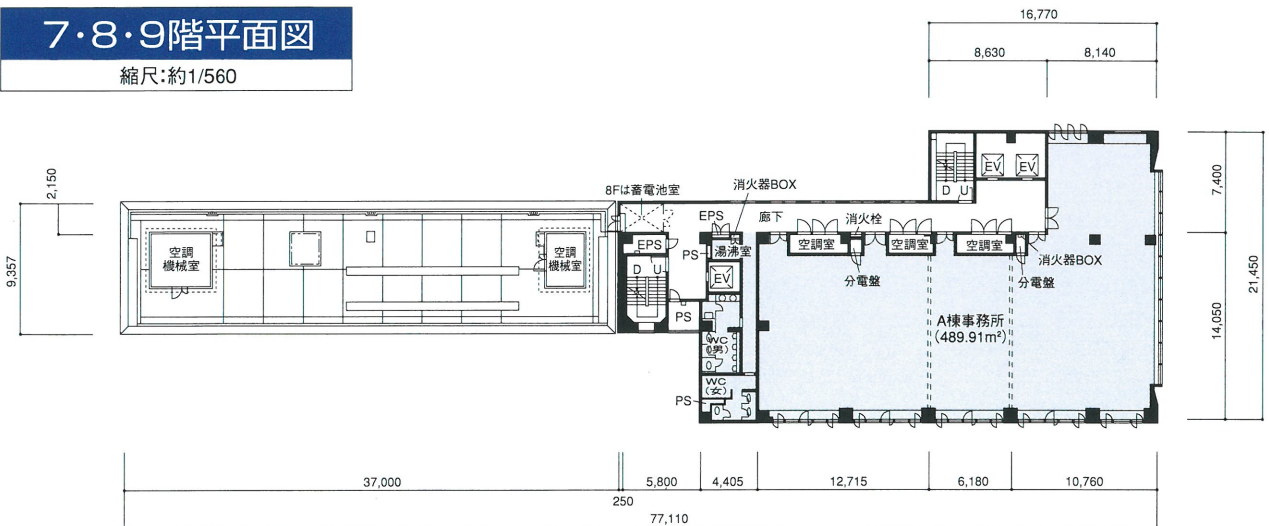 7・8・9階平面図
縮尺:約1/560
16,770
8,630
8,140
2,150
9,357
7,400
14,050
21,450
8Fは蓄電池室
消火器BOX
EPS
廊下
消火栓
EV
EV
D U
空調機械室
空調機械室
EPS
PS
湯沸室
空調室
空調室
空調室
消火器BOX
D U
EV
分電盤
分電盤
PS
A棟事務所
(489.91m²)
WC
(男)
WC
(女)
PS
37,000
5,800
4,405
12,715
6,180
10,760
250
77,110